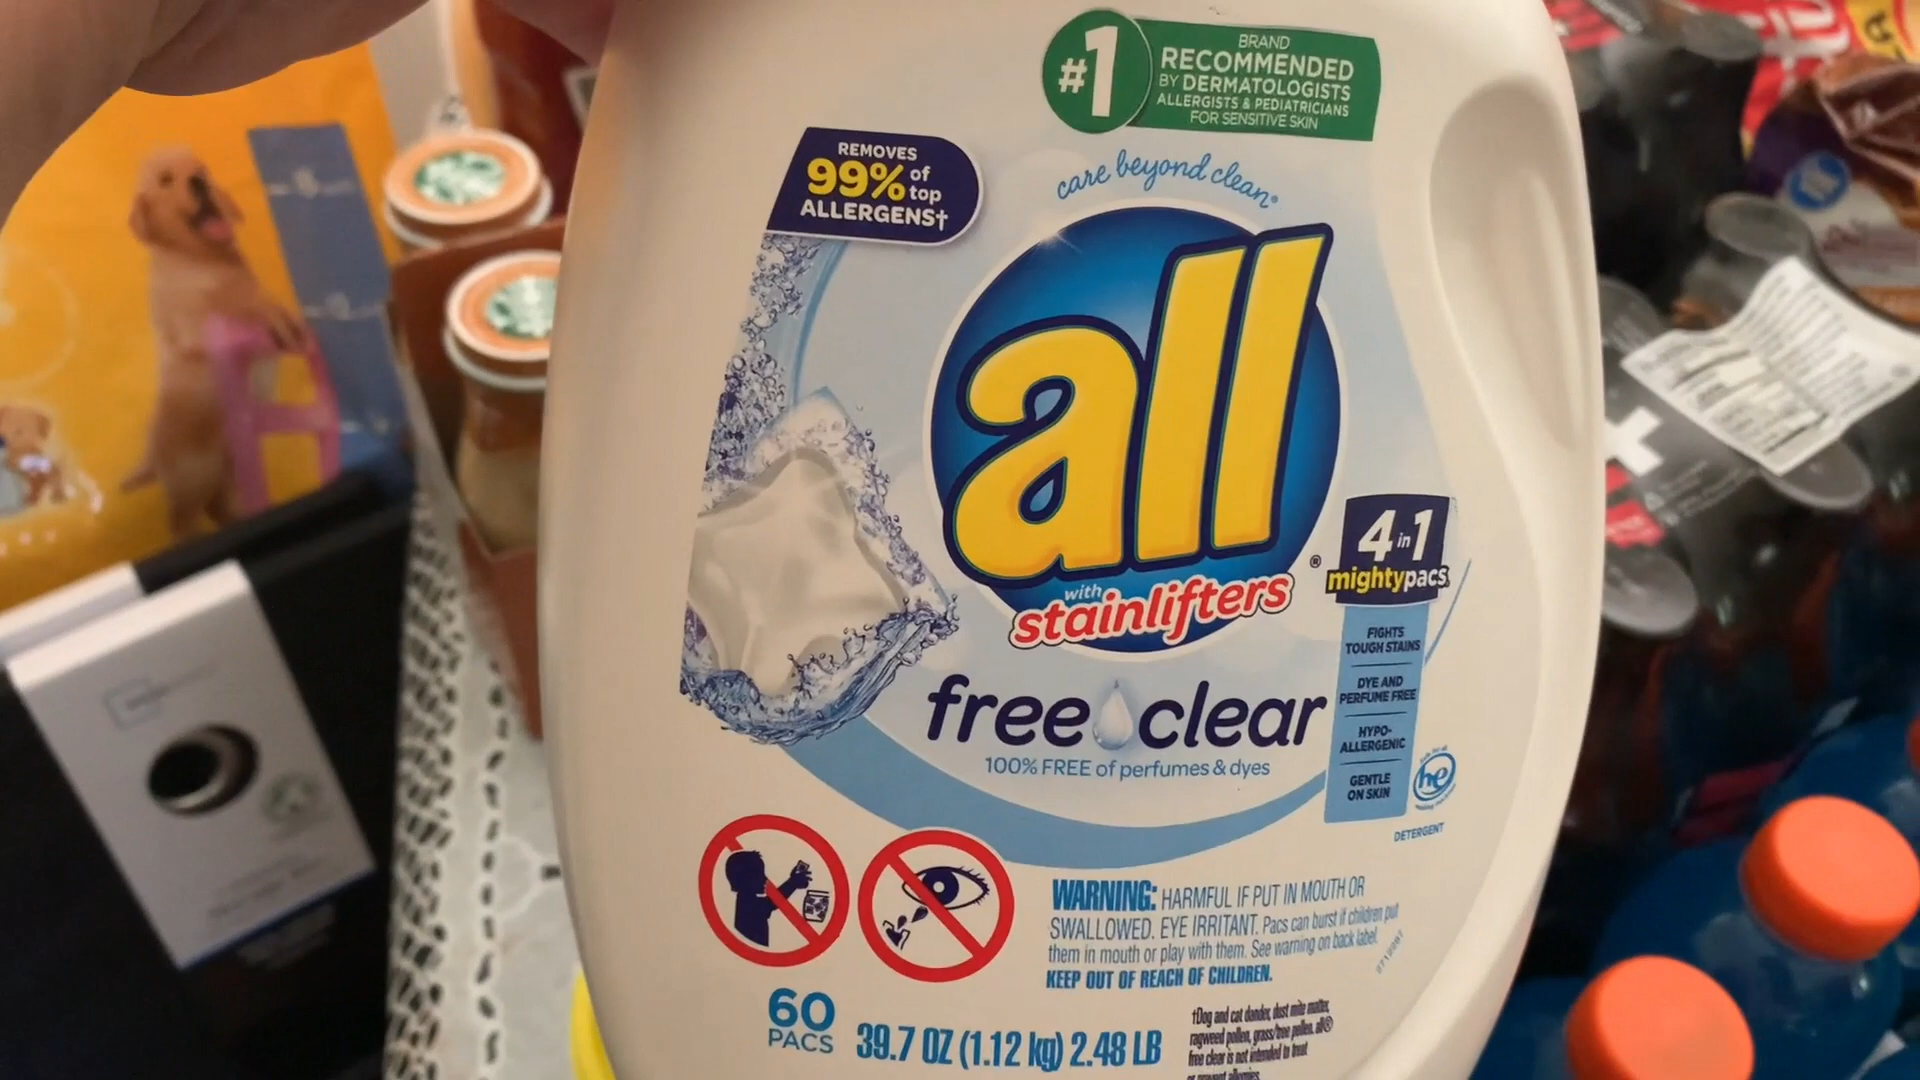 #1
BRAND
RECOMMENDED
BY DERMATOLOGISTS
ALLERGISTS & PEDIATRICIANS
FOR SENSITIVE SKIN
REMOVES
99% of
top
ALLERGENS†
care beyond clean®
all®
with
stainlifters
4 in 1
mightypacs
FIGHTS
TOUGH STAINS
DYE AND
PERFUME FREE
HYPO-
ALLERGENIC
GENTLE
ON SKIN
free clear
100% FREE of perfumes & dyes
he
DETERGENT
WARNING: HARMFUL IF PUT IN MOUTH OR
SWALLOWED. EYE IRRITANT. Pacs can burst if children put
them in mouth or play with them. See warning on back label.
KEEP OUT OF REACH OF CHILDREN.
60
PACS
39.7 OZ (1.12 kg) 2.48 LB
†Dog and cat dander, dust mite matter,
ragweed pollen, grass/tree pollen. all®
free clear is not intended to treat
or prevent allergies.